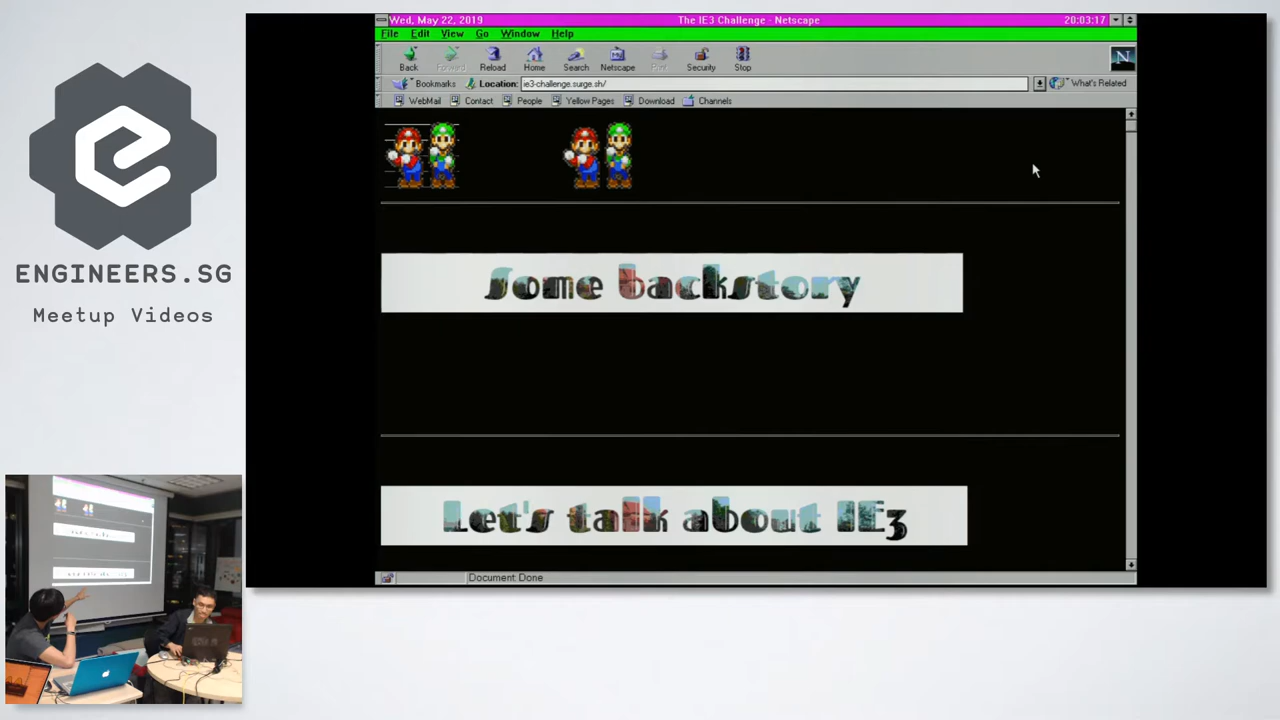 Wed, May 22, 2019 The IE3 Challenge - Netscape 20:03:17
File Edit View Go Window Help
Back Forward Reload Home Search Netscape Print Security Stop
Bookmarks Location: ie3-challenge.surge.sh/ What's Related
WebMail Contact People Yellow Pages Download Channels
Some backstory
Let's talk about IE3
Document Done
ENGINEERS.SG
Meetup Videos